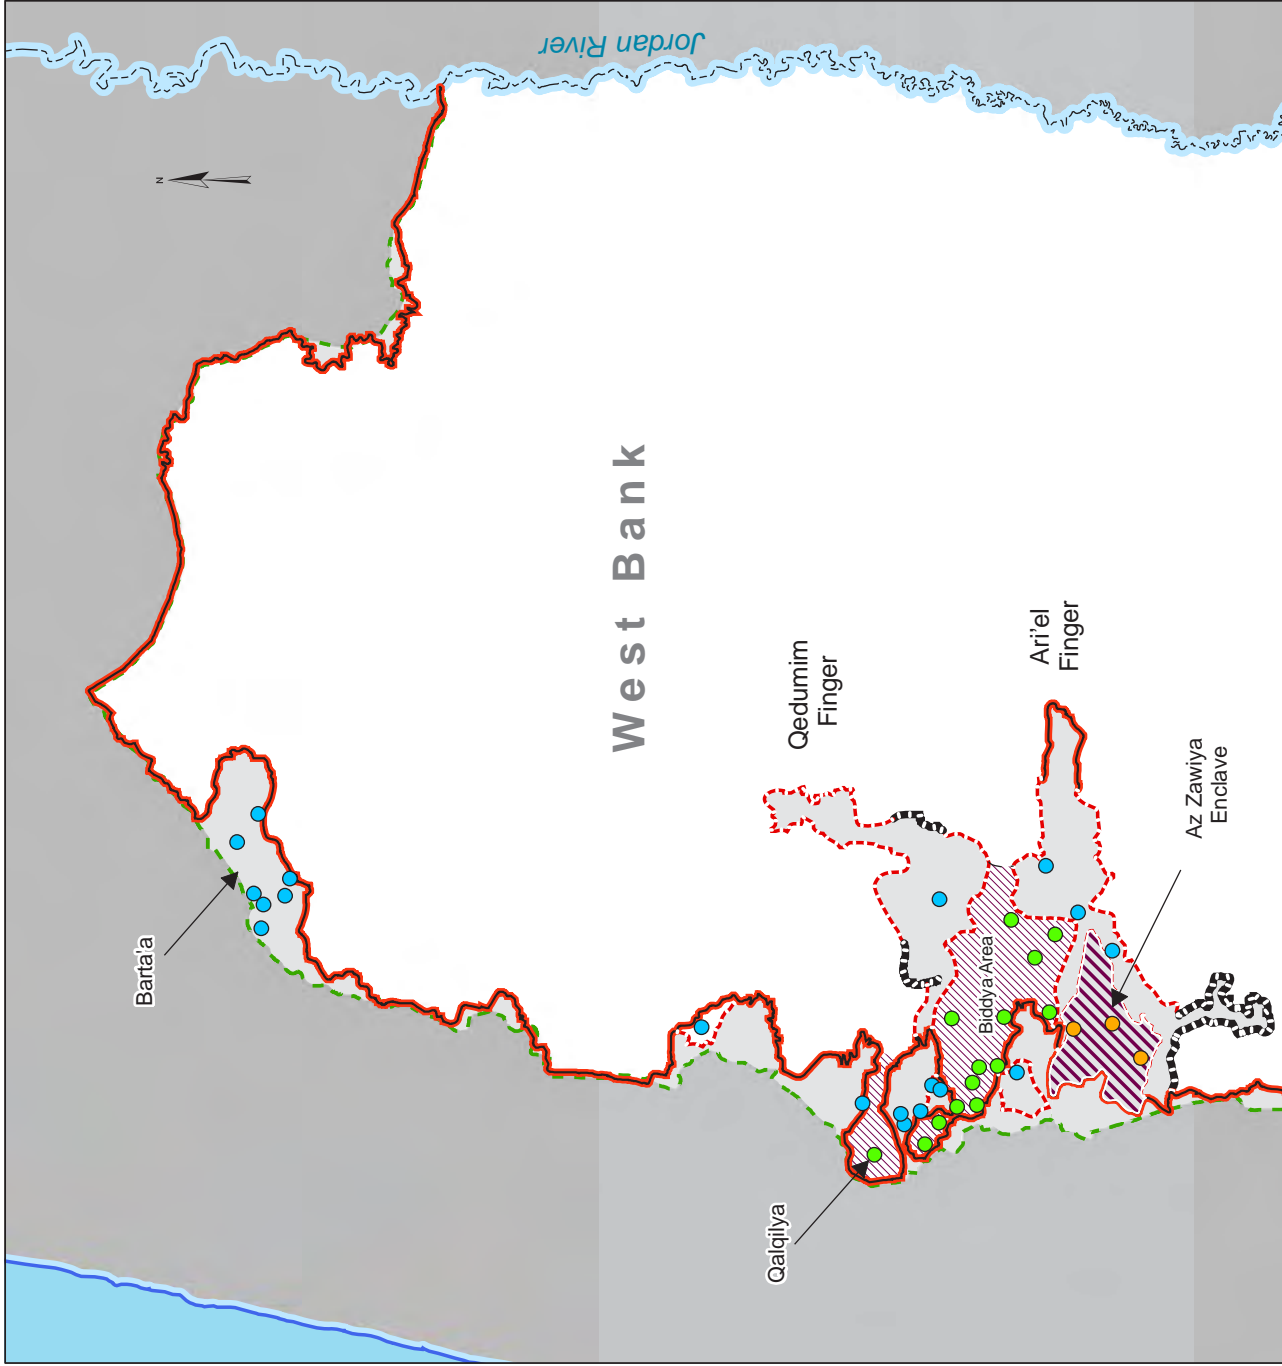 Jordan River
N
West Bank
Barta'a
Qedumim
Finger
Ari'el
Finger
Az Zawiya
Enclave
Biddya Area
Qalqilya